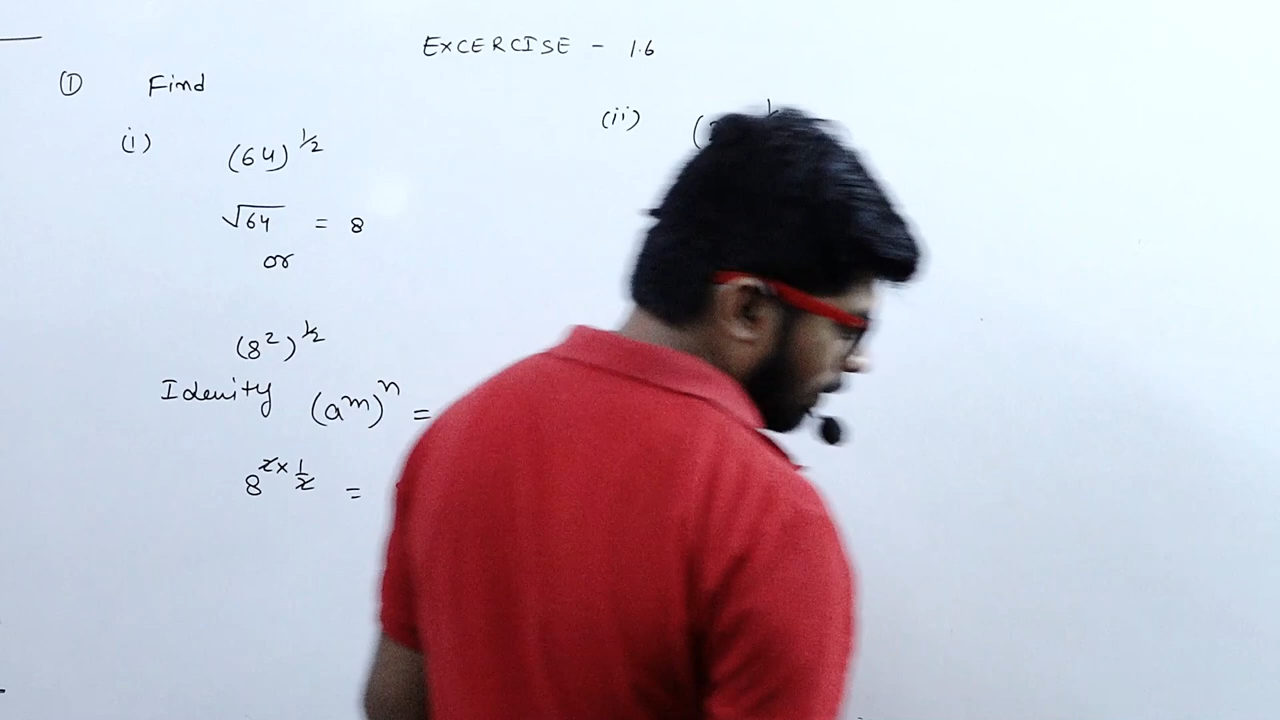 EXCERCISE - 1.6
① Find
(i) (64)^1/2
√64 = 8
or
(8²)^1/2
Idenity (a^m)^n =
8^2×1/2 =
(ii) (